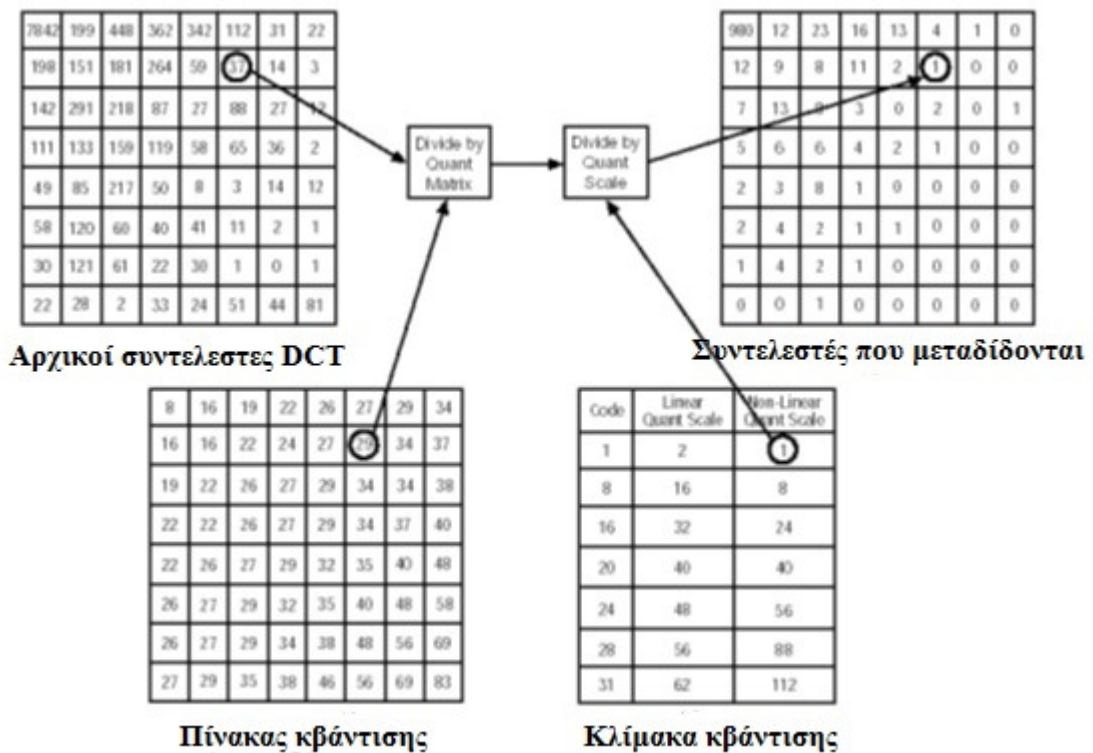 7842 199 448 362 342 112 31 22
198 151 181 264 59 37 14 3
142 291 218 87 27 88 27 12
111 133 159 119 58 65 36 2
49 85 217 50 8 3 14 12
58 120 60 40 41 11 2 1
30 121 61 22 30 1 0 1
22 28 2 33 24 51 44 81
Αρχικοί συντελεστες DCT
Divide by
Quant
Matrix
Divide by
Quant
Scale
980 12 23 16 13 4 1 0
12 9 8 11 2 1 0 0
7 13 3 0 2 0 1
5 6 6 4 2 1 0 0
2 3 8 1 0 0 0 0
2 4 2 1 1 0 0 0
1 4 2 1 0 0 0 0
0 0 1 0 0 0 0 0
Συντελεστές που μεταδίδονται
8 16 19 22 26 27 29 34
16 16 22 24 27 29 34 37
19 22 26 27 29 34 34 38
22 22 26 27 29 34 37 40
22 26 27 29 32 35 40 48
26 27 29 32 35 40 48 58
26 27 29 34 38 48 56 69
27 29 35 38 46 56 69 83
Πίνακας κβάντισης
Code Linear Quant Scale Non-Linear Quant Scale
1 2 1
8 16 8
16 32 24
20 40 40
24 48 56
28 56 88
31 62 112
Κλίμακα κβάντισης